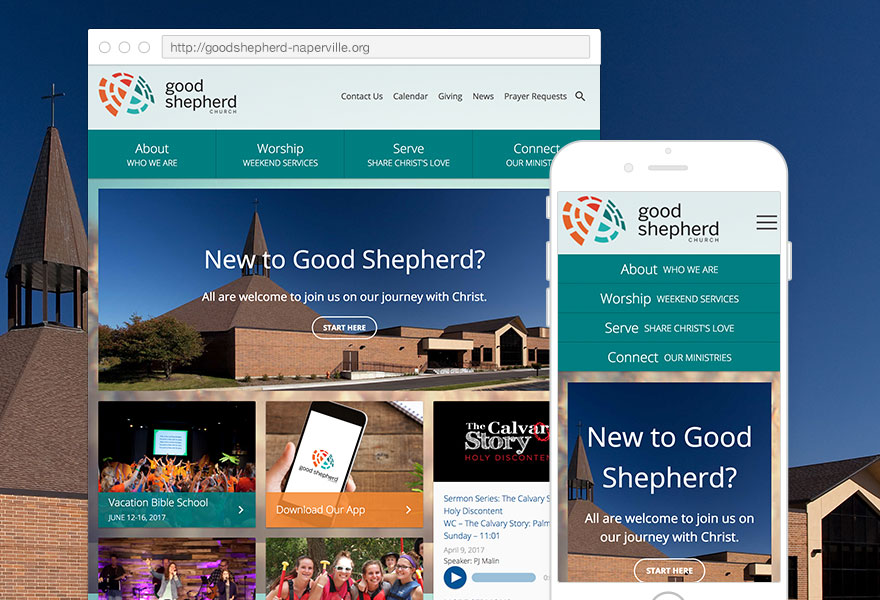 http://goodshepherd-naperville.org
good
shepherd
CHURCH
Contact Us Calendar Giving News Prayer Requests
About
WHO WE ARE
Worship
WEEKEND SERVICES
Serve
SHARE CHRIST'S LOVE
Connect
OUR MINIST
New to Good Shepherd?
All are welcome to join us on our journey with Christ.
START HERE
Vacation Bible School
JUNE 12-16, 2017
good shepherd
Download Our App
The Calvar
Story
HOLY DISCONTEN
Sermon Series: The Calvary S
Holy Discontent
WC – The Calvary Story: Palm
Sunday – 11:01
April 9, 2017
Speaker: PJ Malin
good
shepherd
CHURCH
About WHO WE ARE
Worship WEEKEND SERVICES
Serve SHARE CHRIST'S LOVE
Connect OUR MINISTRIES
New to Good
Shepherd?
All are welcome to join us on
our journey with Christ.
START HERE